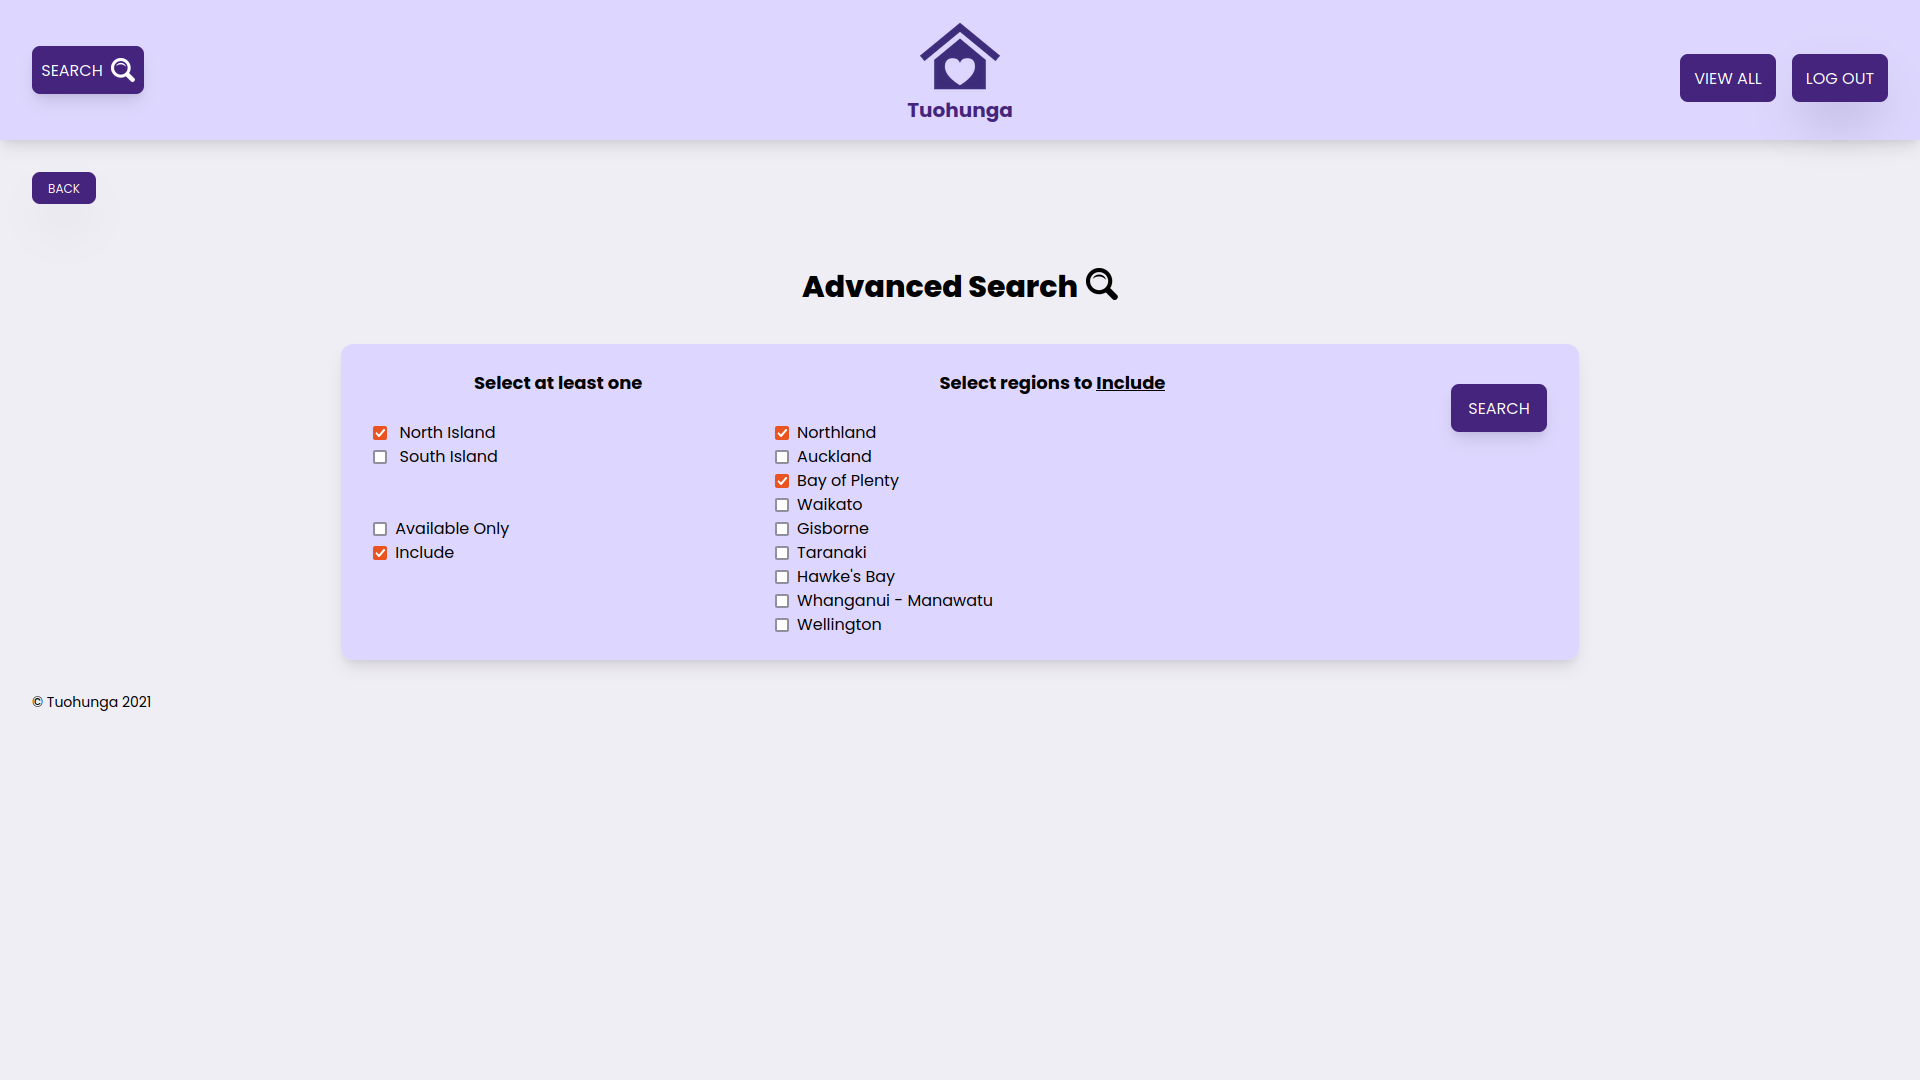 SEARCH
Tuohunga
VIEW ALL
LOG OUT
BACK
Advanced Search
Select at least one
North Island
South Island
Available Only
Include
Select regions to Include
Northland
Auckland
Bay of Plenty
Waikato
Gisborne
Taranaki
Hawke's Bay
Whanganui - Manawatu
Wellington
SEARCH
© Tuohunga 2021